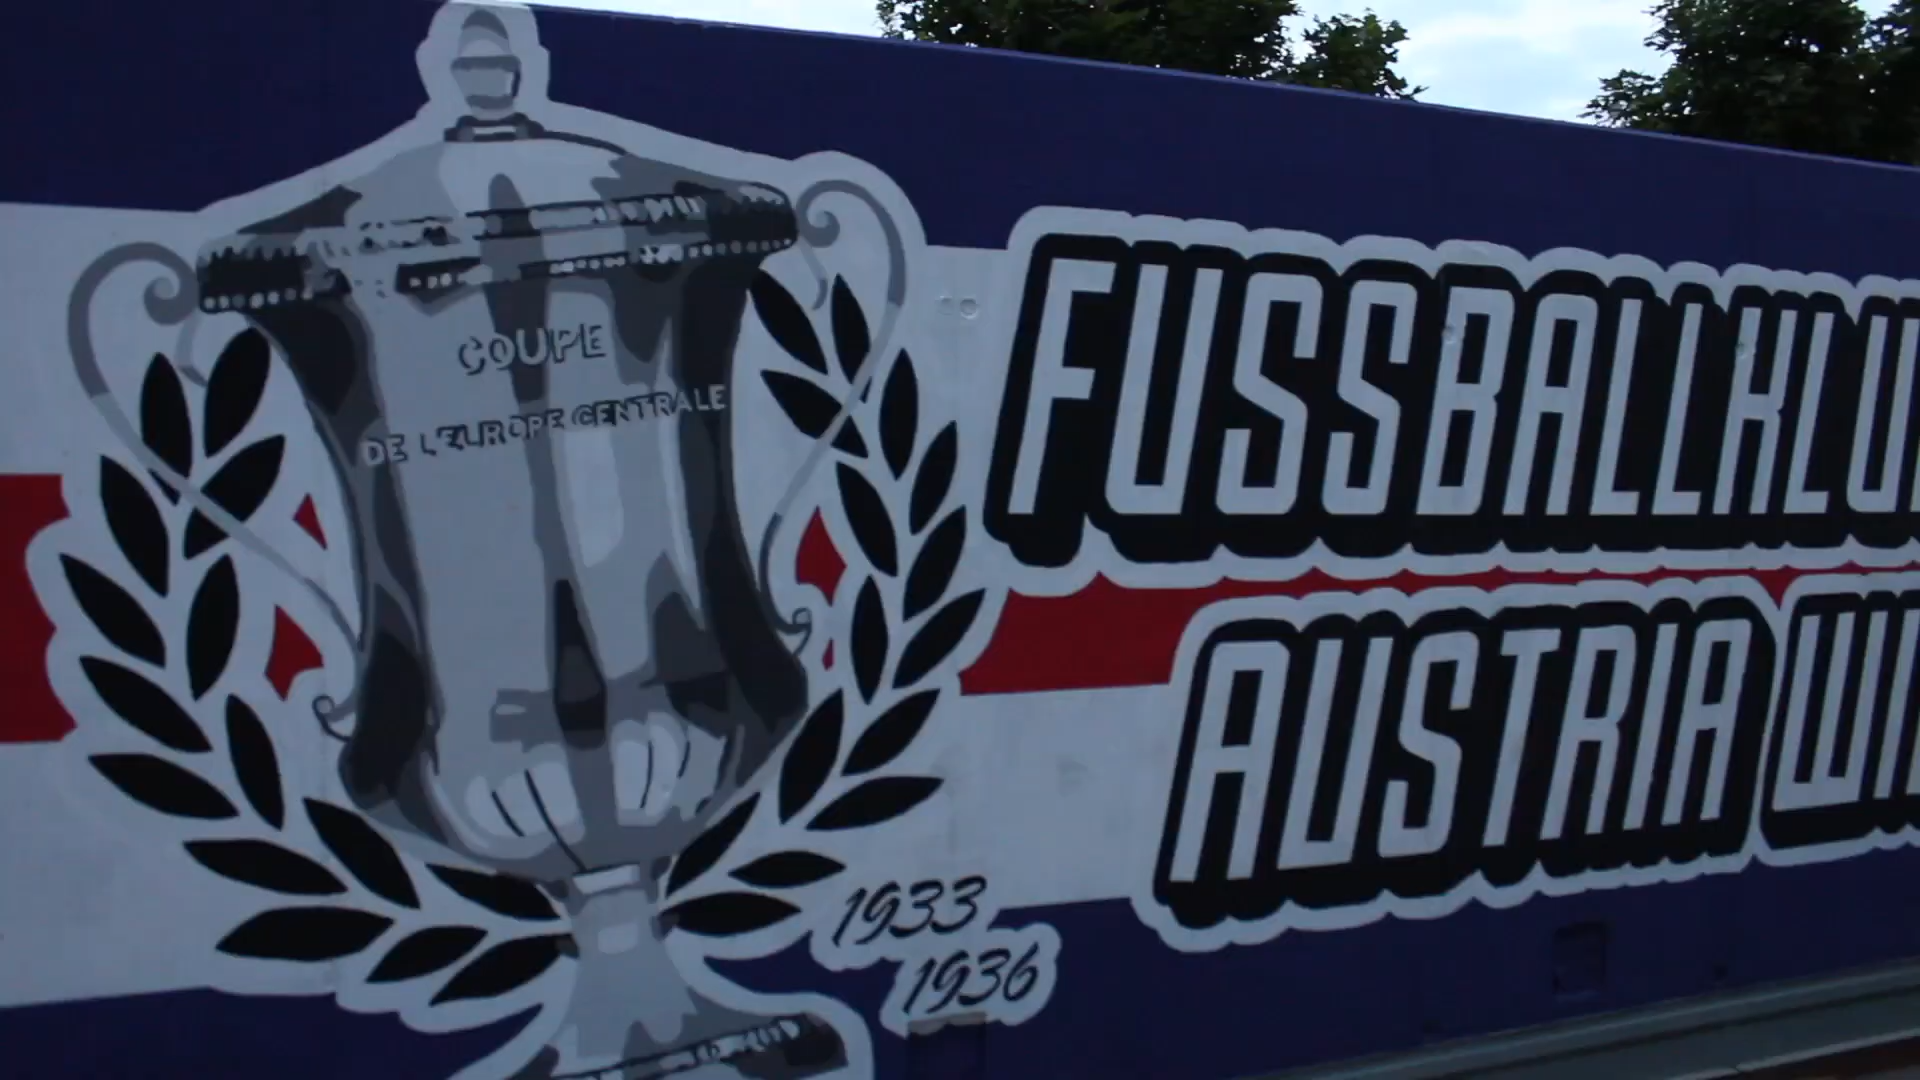 COUPE
DE L'EUROPE CENTRALE
FUSSBALLKLU
AUSTRIA WI
1933
1936